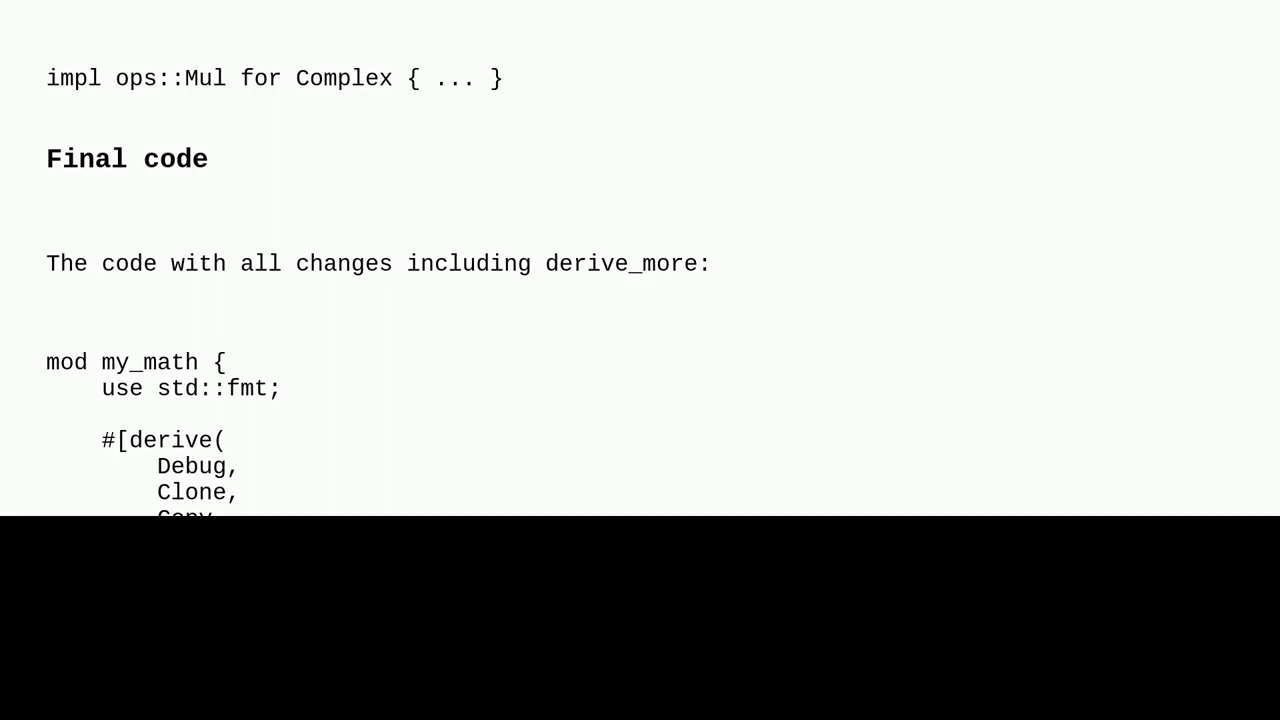 impl ops::Mul for Complex { ... }
Final code
The code with all changes including derive_more:
mod my_math {
    use std::fmt;
    #[derive(
        Debug,
        Clone,